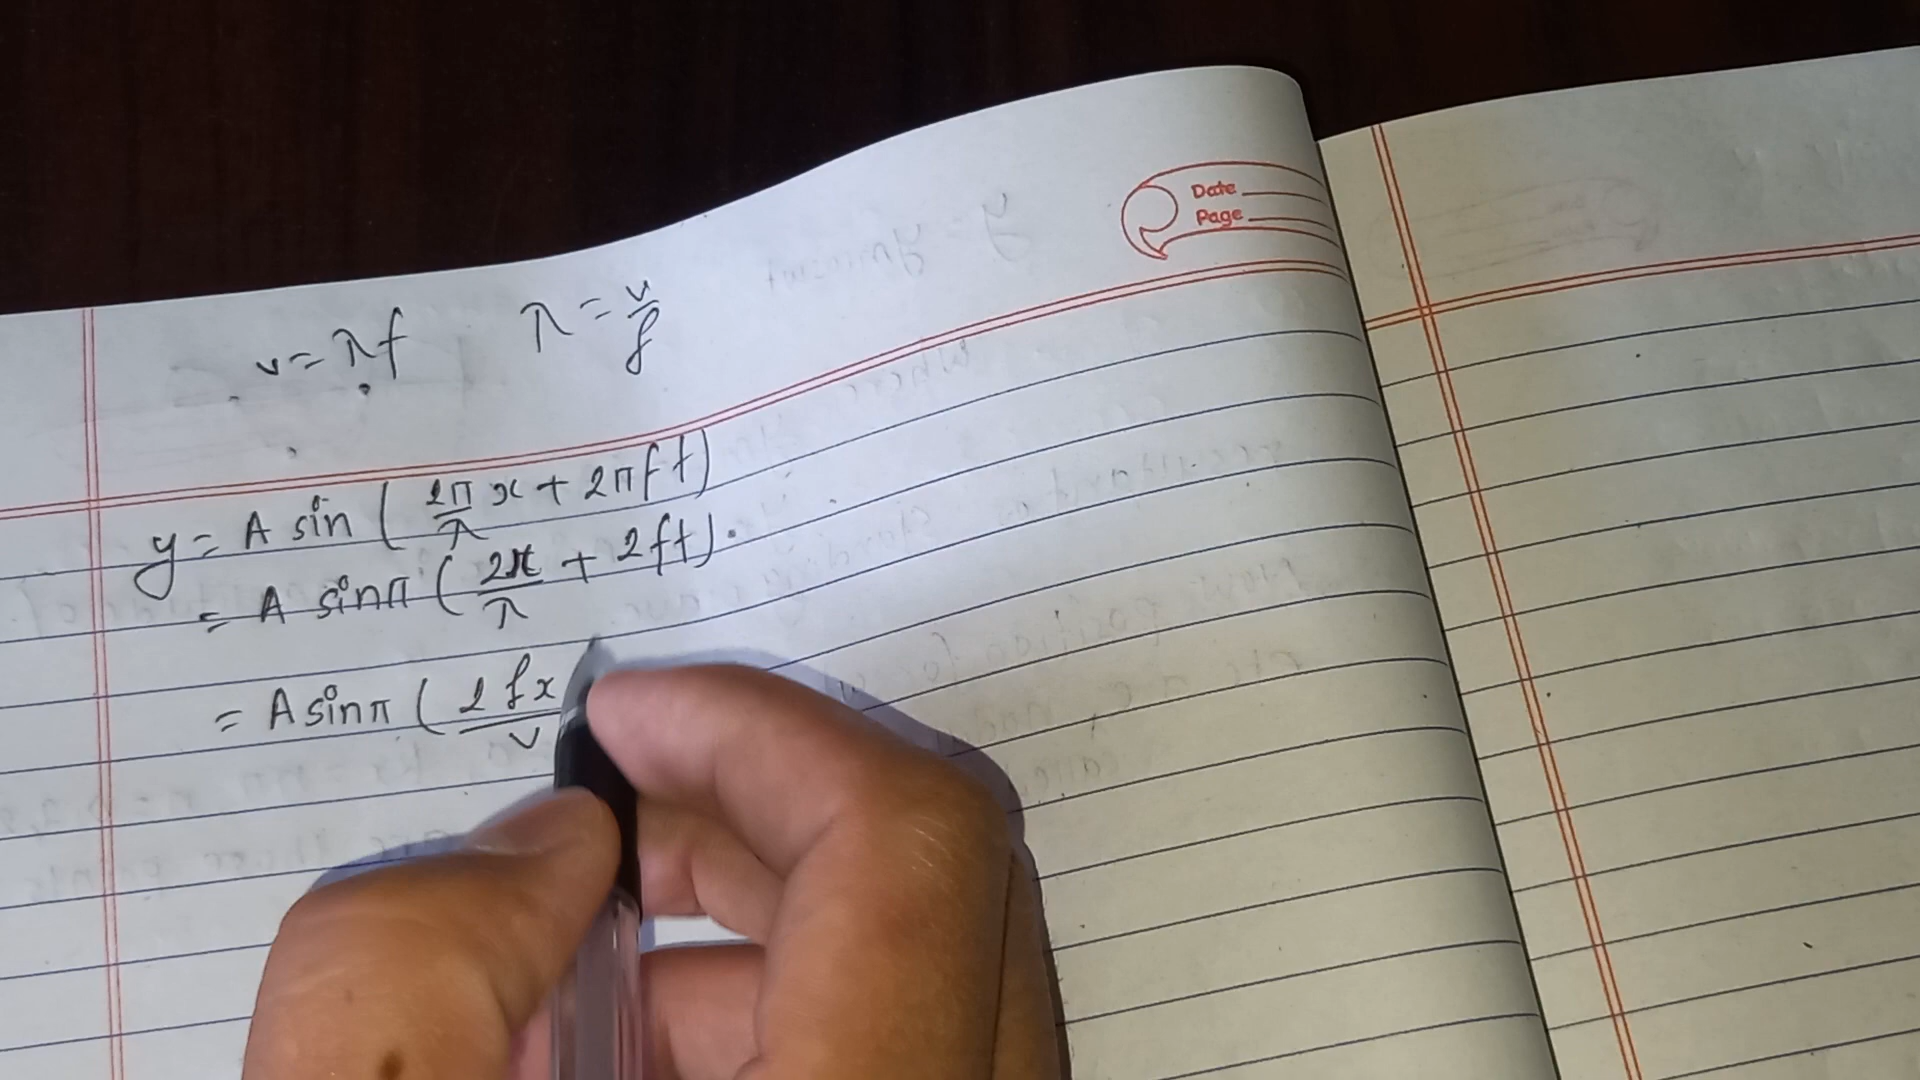 Date
Page
v = λf λ = v/f
y = A sin ( 2π/λ x + 2πft)
= A sinπ ( 2x/λ + 2ft).
= A sinπ ( 2fx/v